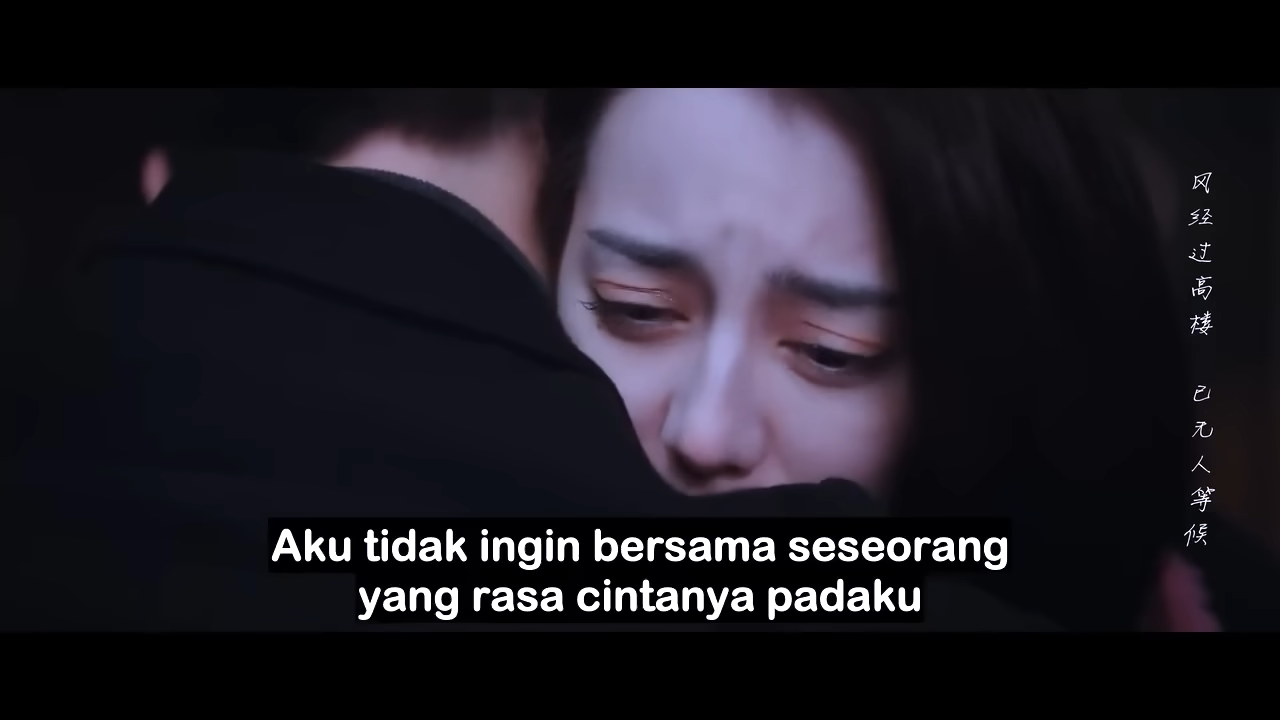 风经过高楼 已无人等候
Aku tidak ingin bersama seseorang
yang rasa cintanya padaku